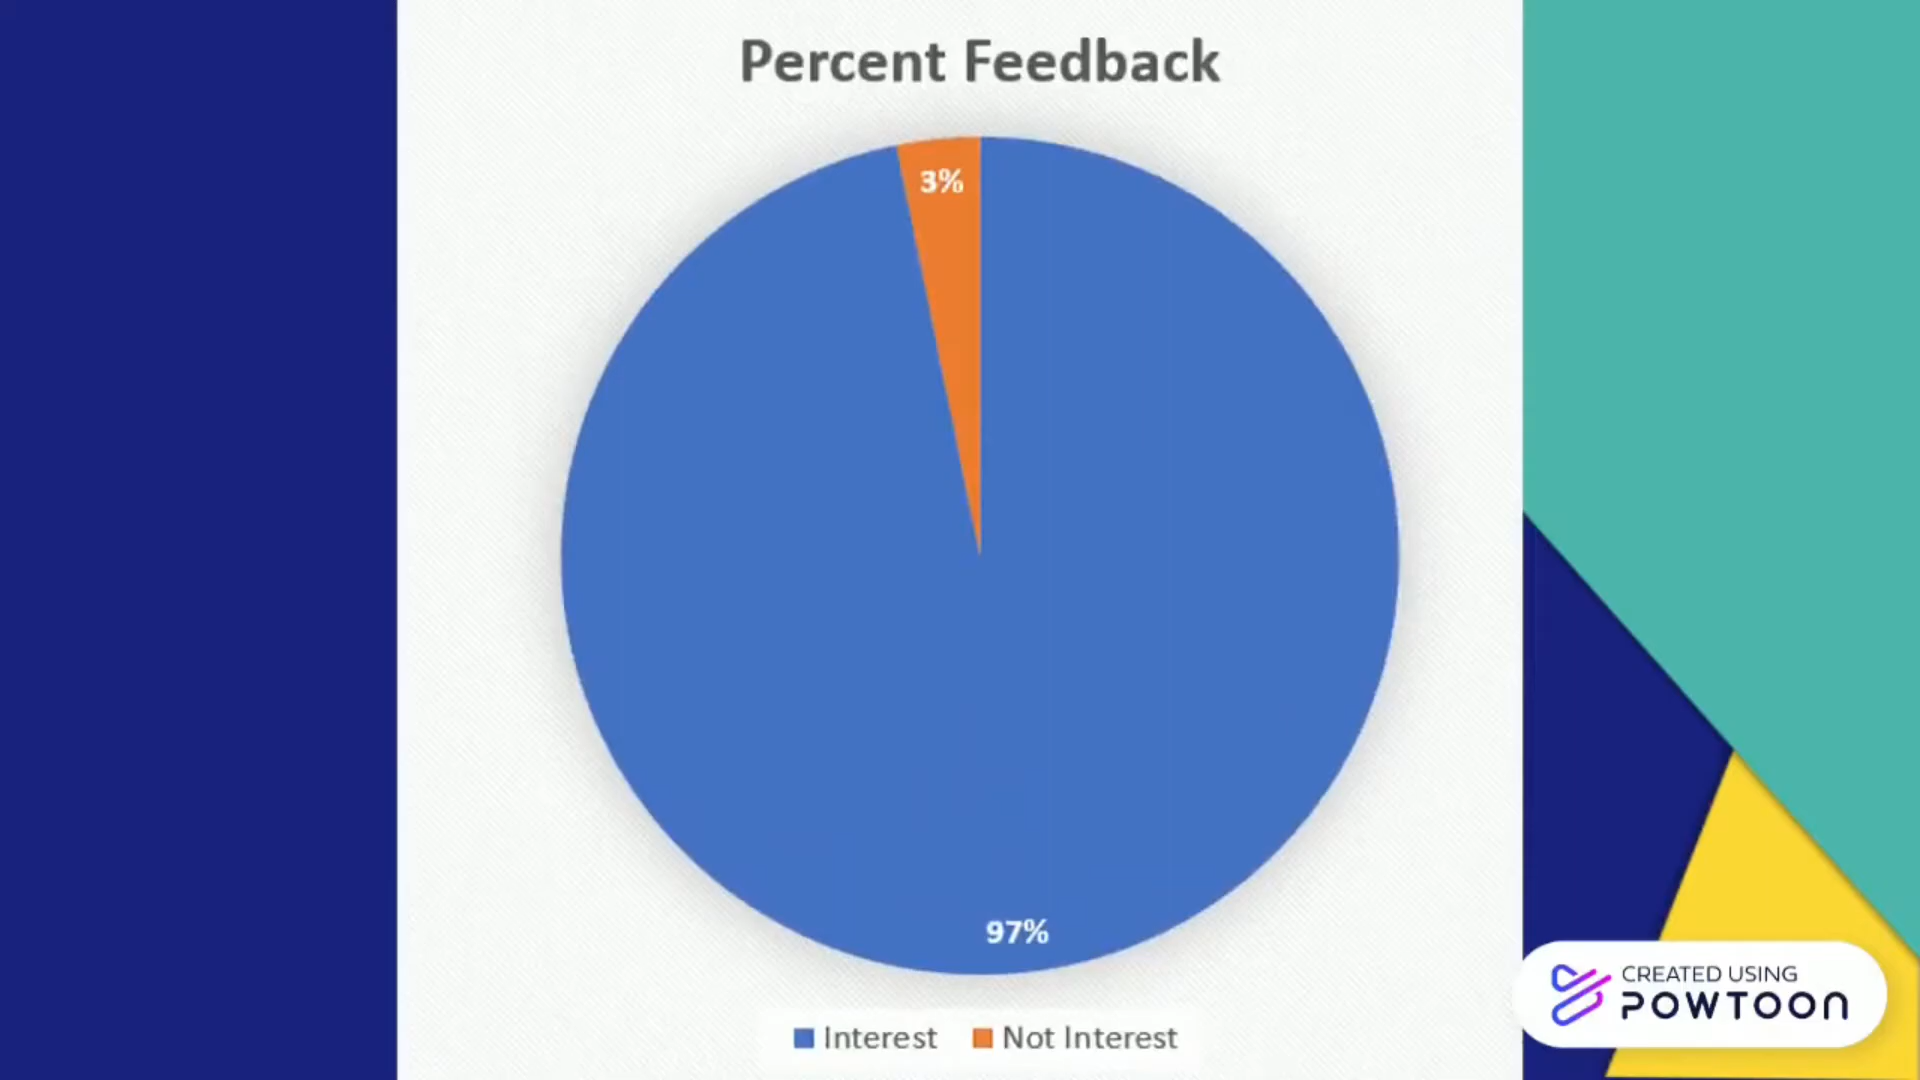 Percent Feedback
3%
97%
Interest Not Interest
CREATED USING
POWTOON